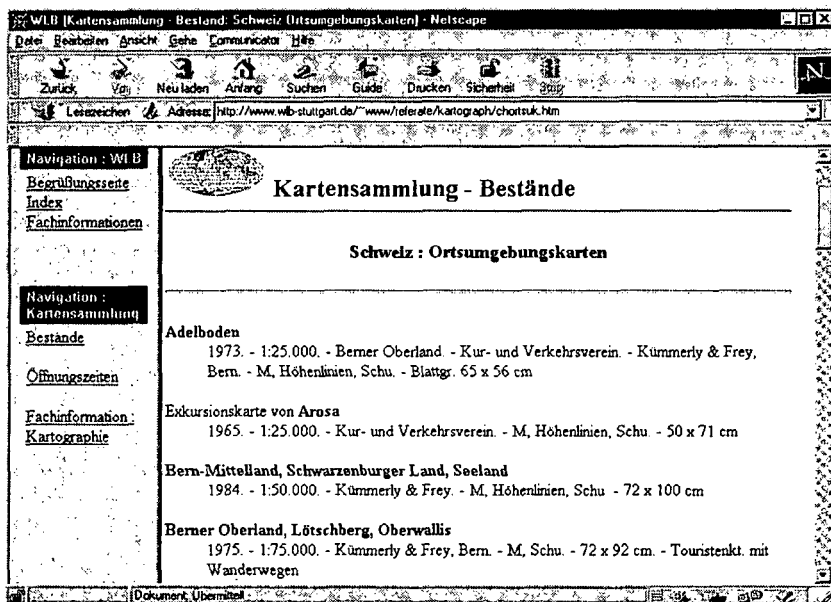 WLB [Kartensammlung - Bestand: Schweiz (Ortsumgebungskarten] - Netscape
Datei Bearbeiten Ansicht Gehe Communicator Hilfe
Zurück Vor Neu laden Anfang Suchen Guide Drucken Sicherheit Stop
Lesezeichen Adresse: http://www.wlb-stuttgart.de/~www/referate/kartograph/chortsuk.htm
Navigation : WLB
Begrüßungsseite
Index
Fachinformationen
Navigation :
Kartensammlung
Bestände
Öffnungszeiten
Fachinformation :
Kartographie
Kartensammlung - Bestände
Schweiz : Ortsumgebungskarten
Adelboden
1973. - 1:25.000. - Berner Oberland. - Kur- und Verkehrsverein. - Kümmerly & Frey,
Bern. - M, Höhenlinien, Schu. - Blattgr. 65 x 56 cm
Exkursionskarte von Arosa
1965. - 1:25.000. - Kur- und Verkehrsverein. - M, Höhenlinien, Schu. - 50 x 71 cm
Bern-Mittelland, Schwarzenburger Land, Seeland
1984. - 1:50.000. - Kümmerly & Frey. - M, Höhenlinien, Schu - 72 x 100 cm
Berner Oberland, Lötschberg, Oberwallis
1975. - 1:75.000. - Kümmerly & Frey, Bern. - M, Schu. - 72 x 92 cm. - Touristenkt. mit
Wanderwegen
Dokument: Übermittelt